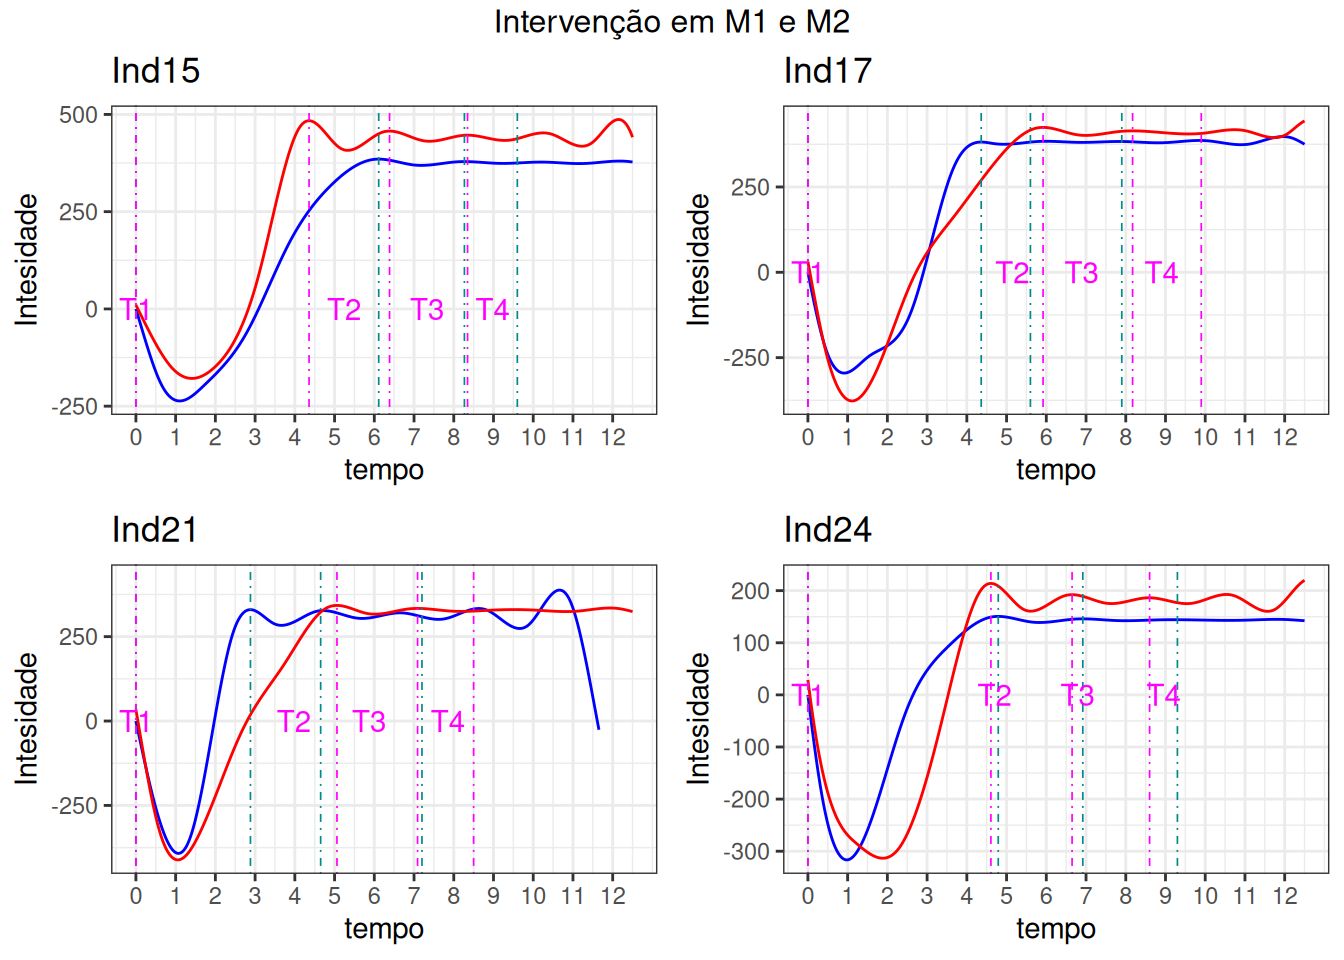 Intervenção em M1 e M2
Ind15
Intesidade
500
250
0
-250
T1 T2 T3 T4
0 1 2 3 4 5 6 7 8 9 10 11 12
tempo
Ind17
Intesidade
250
0
-250
T1 T2 T3 T4
0 1 2 3 4 5 6 7 8 9 10 11 12
tempo
Ind21
Intesidade
250
0
-250
T1 T2 T3 T4
0 1 2 3 4 5 6 7 8 9 10 11 12
tempo
Ind24
Intesidade
200
100
0
-100
-200
-300
T1 T2 T3 T4
0 1 2 3 4 5 6 7 8 9 10 11 12
tempo